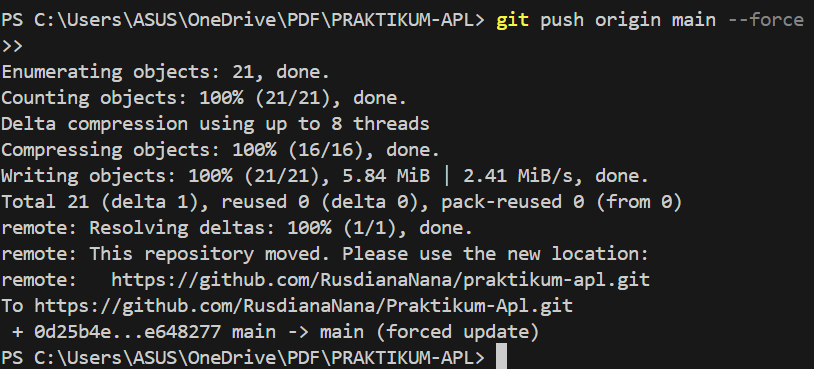 PS C:\Users\ASUS\OneDrive\PDF\PRAKTIKUM-APL> git push origin main --force
>>
Enumerating objects: 21, done.
Counting objects: 100% (21/21), done.
Delta compression using up to 8 threads
Compressing objects: 100% (16/16), done.
Writing objects: 100% (21/21), 5.84 MiB | 2.41 MiB/s, done.
Total 21 (delta 1), reused 0 (delta 0), pack-reused 0 (from 0)
remote: Resolving deltas: 100% (1/1), done.
remote: This repository moved. Please use the new location:
remote:   https://github.com/RusdianaNana/praktikum-apl.git
To https://github.com/RusdianaNana/Praktikum-Apl.git
 + 0d25b4e...e648277 main -> main (forced update)
PS C:\Users\ASUS\OneDrive\PDF\PRAKTIKUM-APL>